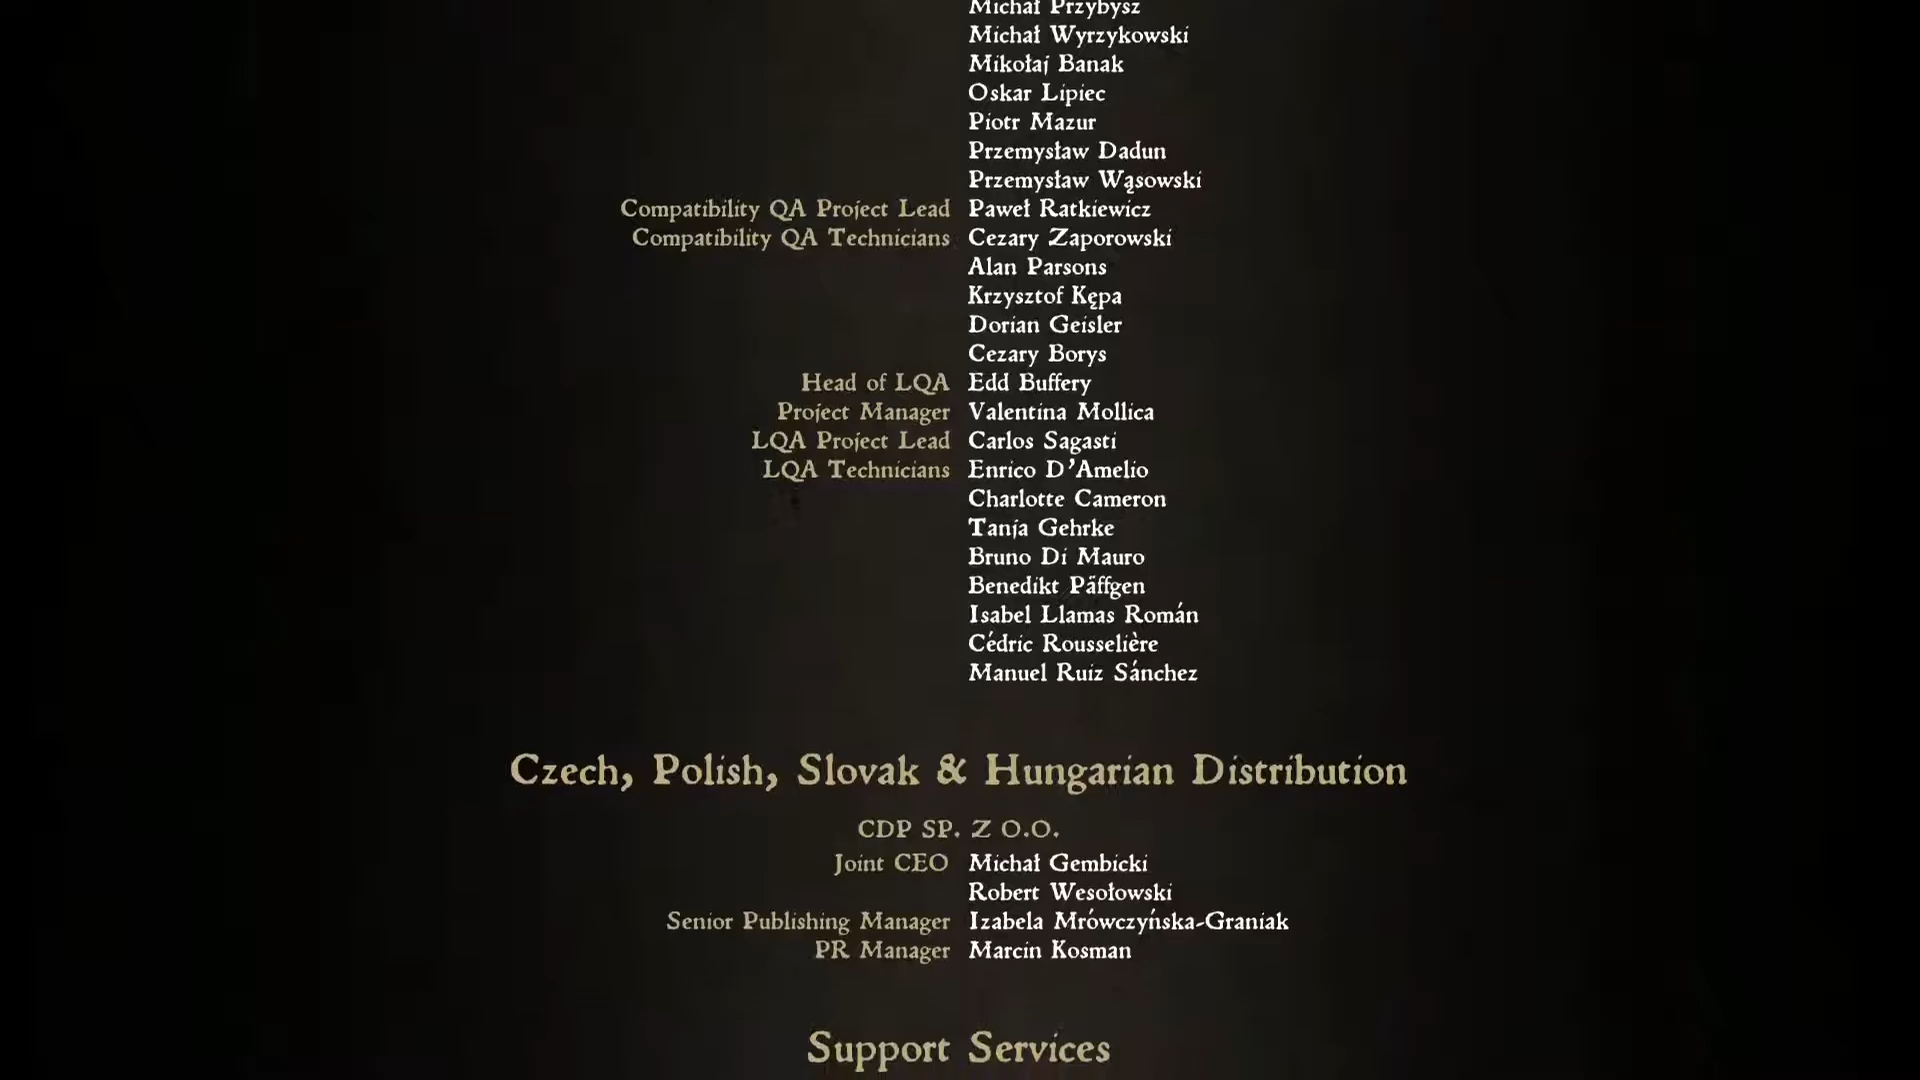 Michał Przybysz
Michał Wyrzykowski
Mikołaj Banak
Oskar Lipiec
Piotr Mazur
Przemysław Dadun
Przemysław Wąsowski
Compatibility QA Project Lead Paweł Ratkiewicz
Compatibility QA Technicians Cezary Zaporowski
Alan Parsons
Krzysztof Kępa
Dorian Geisler
Cezary Borys
Head of LQA Edd Buffery
Project Manager Valentina Mollica
LQA Project Lead Carlos Sagasti
LQA Technicians Enrico D'Amelio
Charlotte Cameron
Tanja Gehrke
Bruno Di Mauro
Benedikt Päffgen
Isabel Llamas Román
Cédric Rousselière
Manuel Ruiz Sánchez
Czech, Polish, Slovak & Hungarian Distribution
CDP SP. Z O.O.
Joint CEO Michał Gembicki
Robert Wesołowski
Senior Publishing Manager Izabela Mrówczyńska-Graniak
PR Manager Marcin Kosman
Support Services